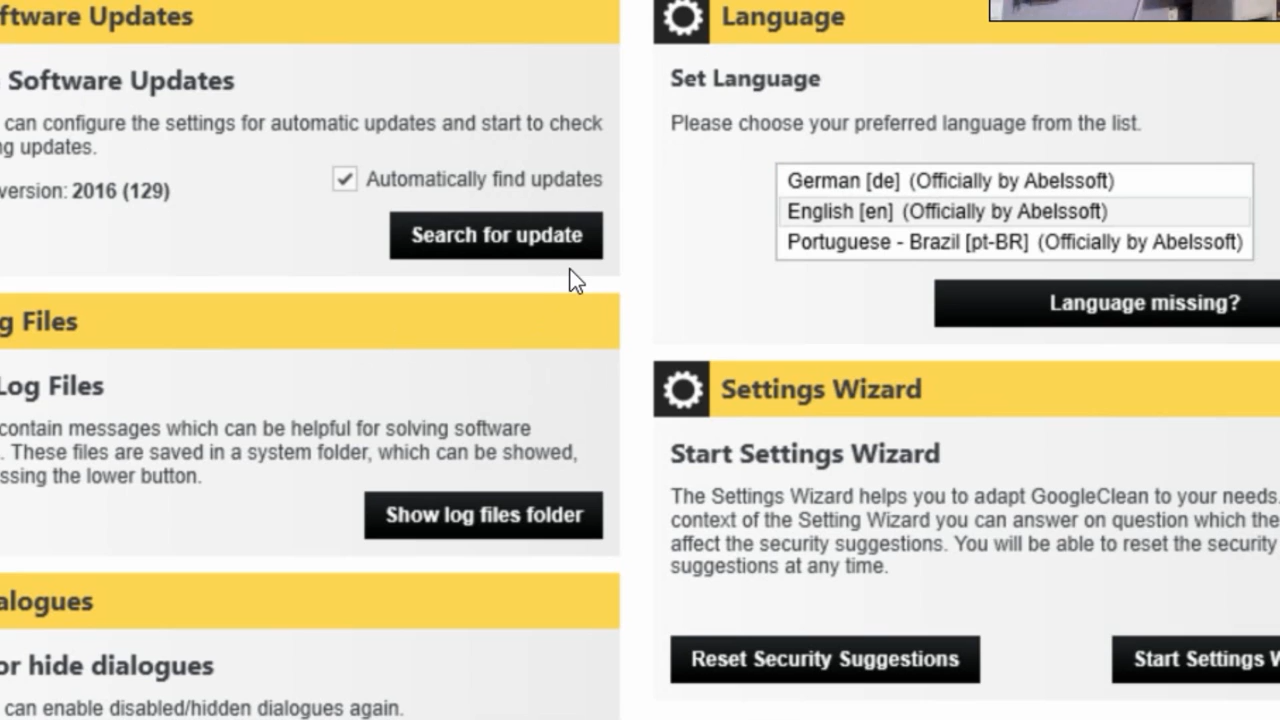 ftware Updates
Software Updates
can configure the settings for automatic updates and start to check
ng updates.
version: 2016 (129)
Automatically find updates
Search for update
g Files
Log Files
contain messages which can be helpful for solving software
. These files are saved in a system folder, which can be showed,
ssing the lower button.
Show log files folder
alogues
or hide dialogues
can enable disabled/hidden dialogues again.
Language
Set Language
Please choose your preferred language from the list.
German [de] (Officially by Abelssoft)
English [en] (Officially by Abelssoft)
Portuguese - Brazil [pt-BR] (Officially by Abelssoft)
Language missing?
Settings Wizard
Start Settings Wizard
The Settings Wizard helps you to adapt GoogleClean to your needs.
context of the Setting Wizard you can answer on question which the
affect the security suggestions. You will be able to reset the security
suggestions at any time.
Reset Security Suggestions
Start Settings W